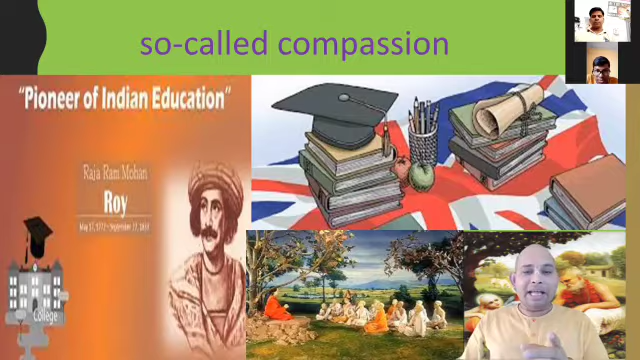 so-called compassion
"Pioneer of Indian Education"
Raja Ram Mohan
Roy
College